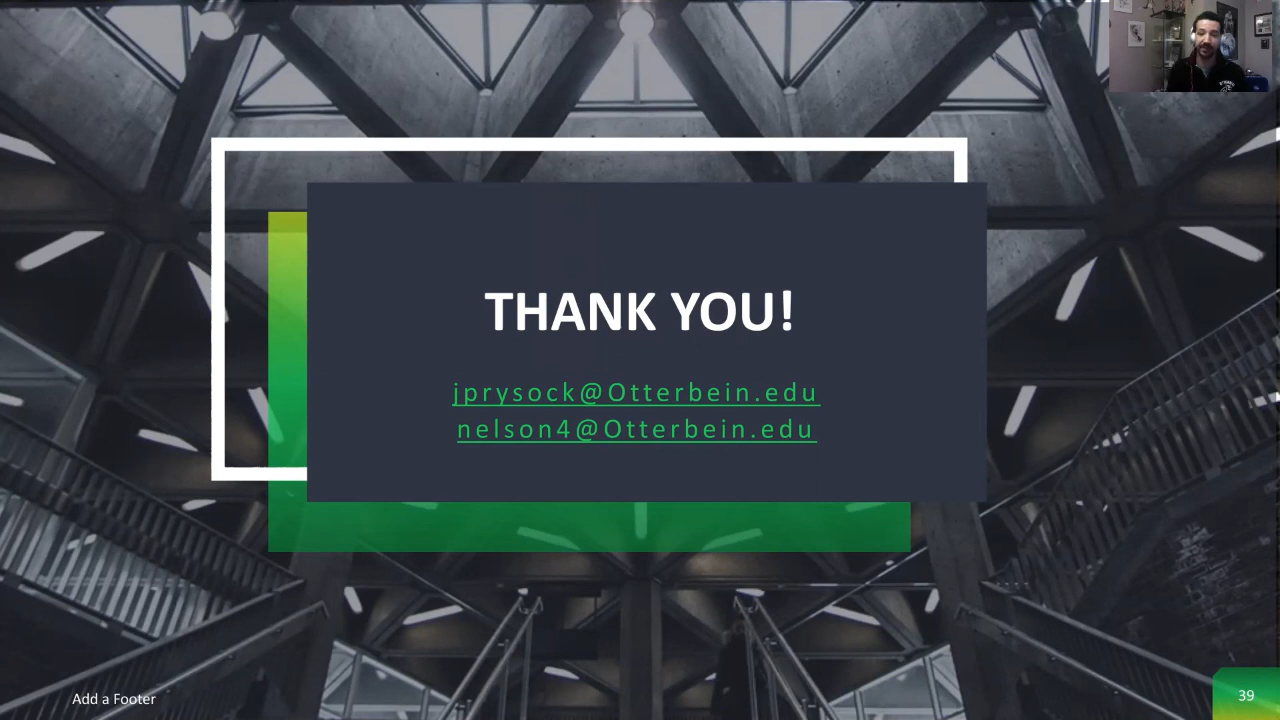 THANK YOU!
jprysock@Otterbein.edu
nelson4@Otterbein.edu
Add a Footer
39